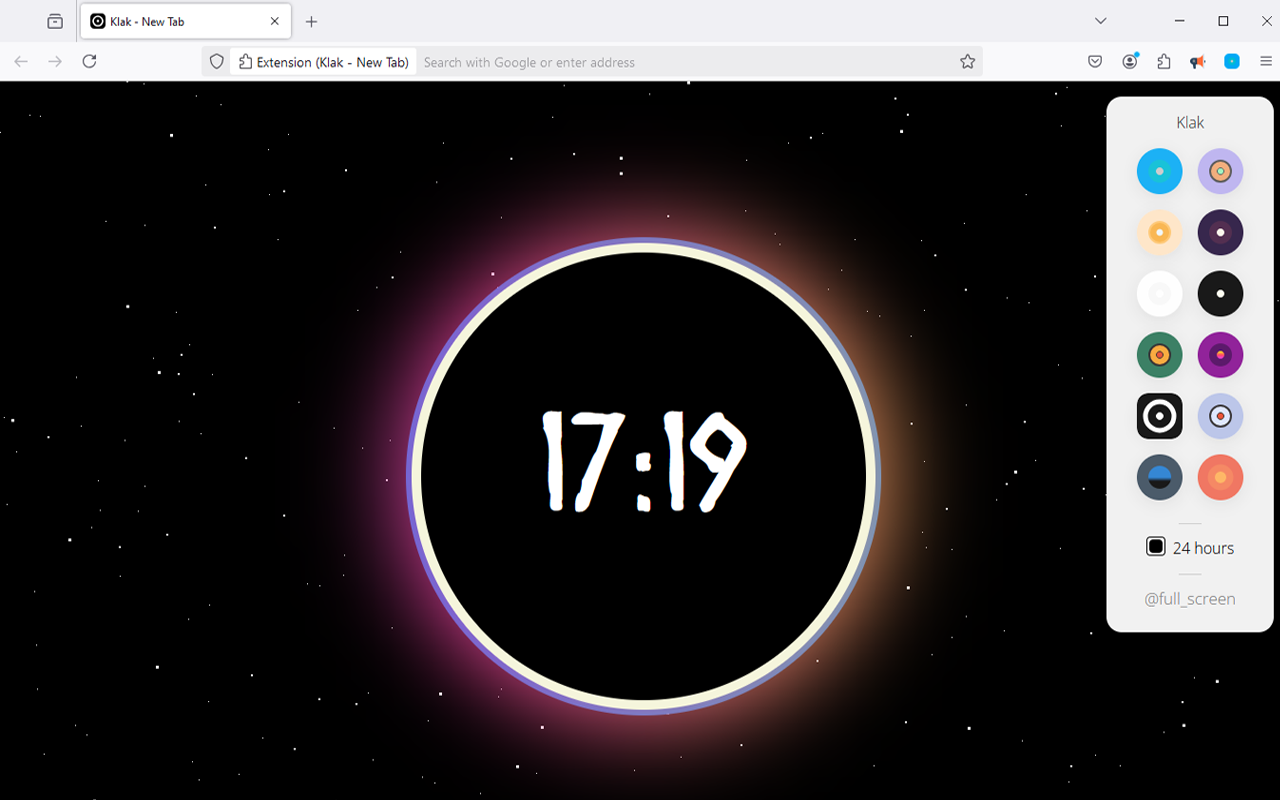 Klak - New Tab
Extension (Klak - New Tab) Search with Google or enter address
Klak
17:19
24 hours
@full_screen